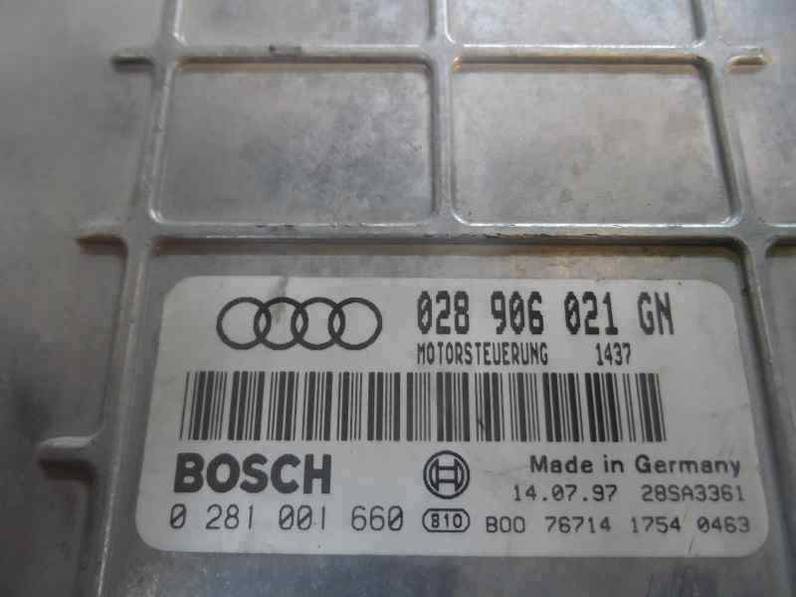 028 906 021 GN
MOTORSTEUERUNG 1437
BOSCH
Made in Germany
14.07.97 28SA3361
0 281 001 660 810 B00 76714 1754 0463